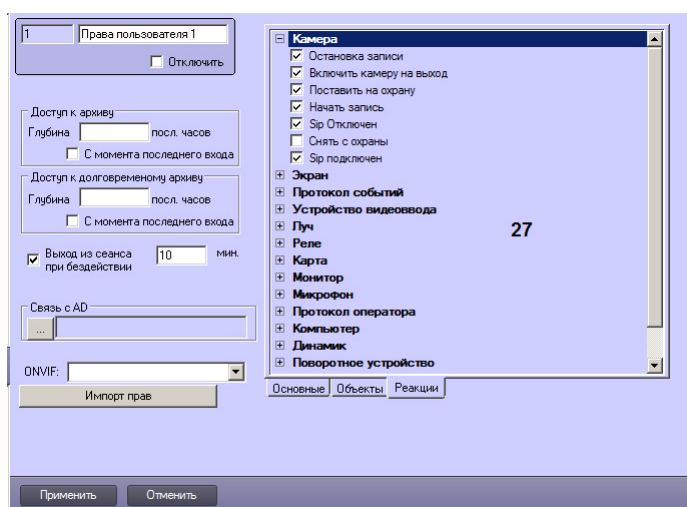 1 Права пользователя 1
Отключить
Доступ к архиву
Глубина посл. часов
С момента последнего входа
Доступ к долговременому архиву
Глубина посл. часов
С момента последнего входа
Выход из сеанса
при бездействии
10 мин.
Связь с AD
...
ONVIF:
Импорт прав
Камера
Остановка записи
Включить камеру на выход
Поставить на охрану
Начать запись
Sip Отключен
Снять с охраны
Sip подключен
Экран
Протокол событий
Устройство видеоввода
Луч
27
Реле
Карта
Монитор
Микрофон
Протокол оператора
Компьютер
Динамик
Поворотное устройство
Основные Объекты Реакции
Применить Отменить